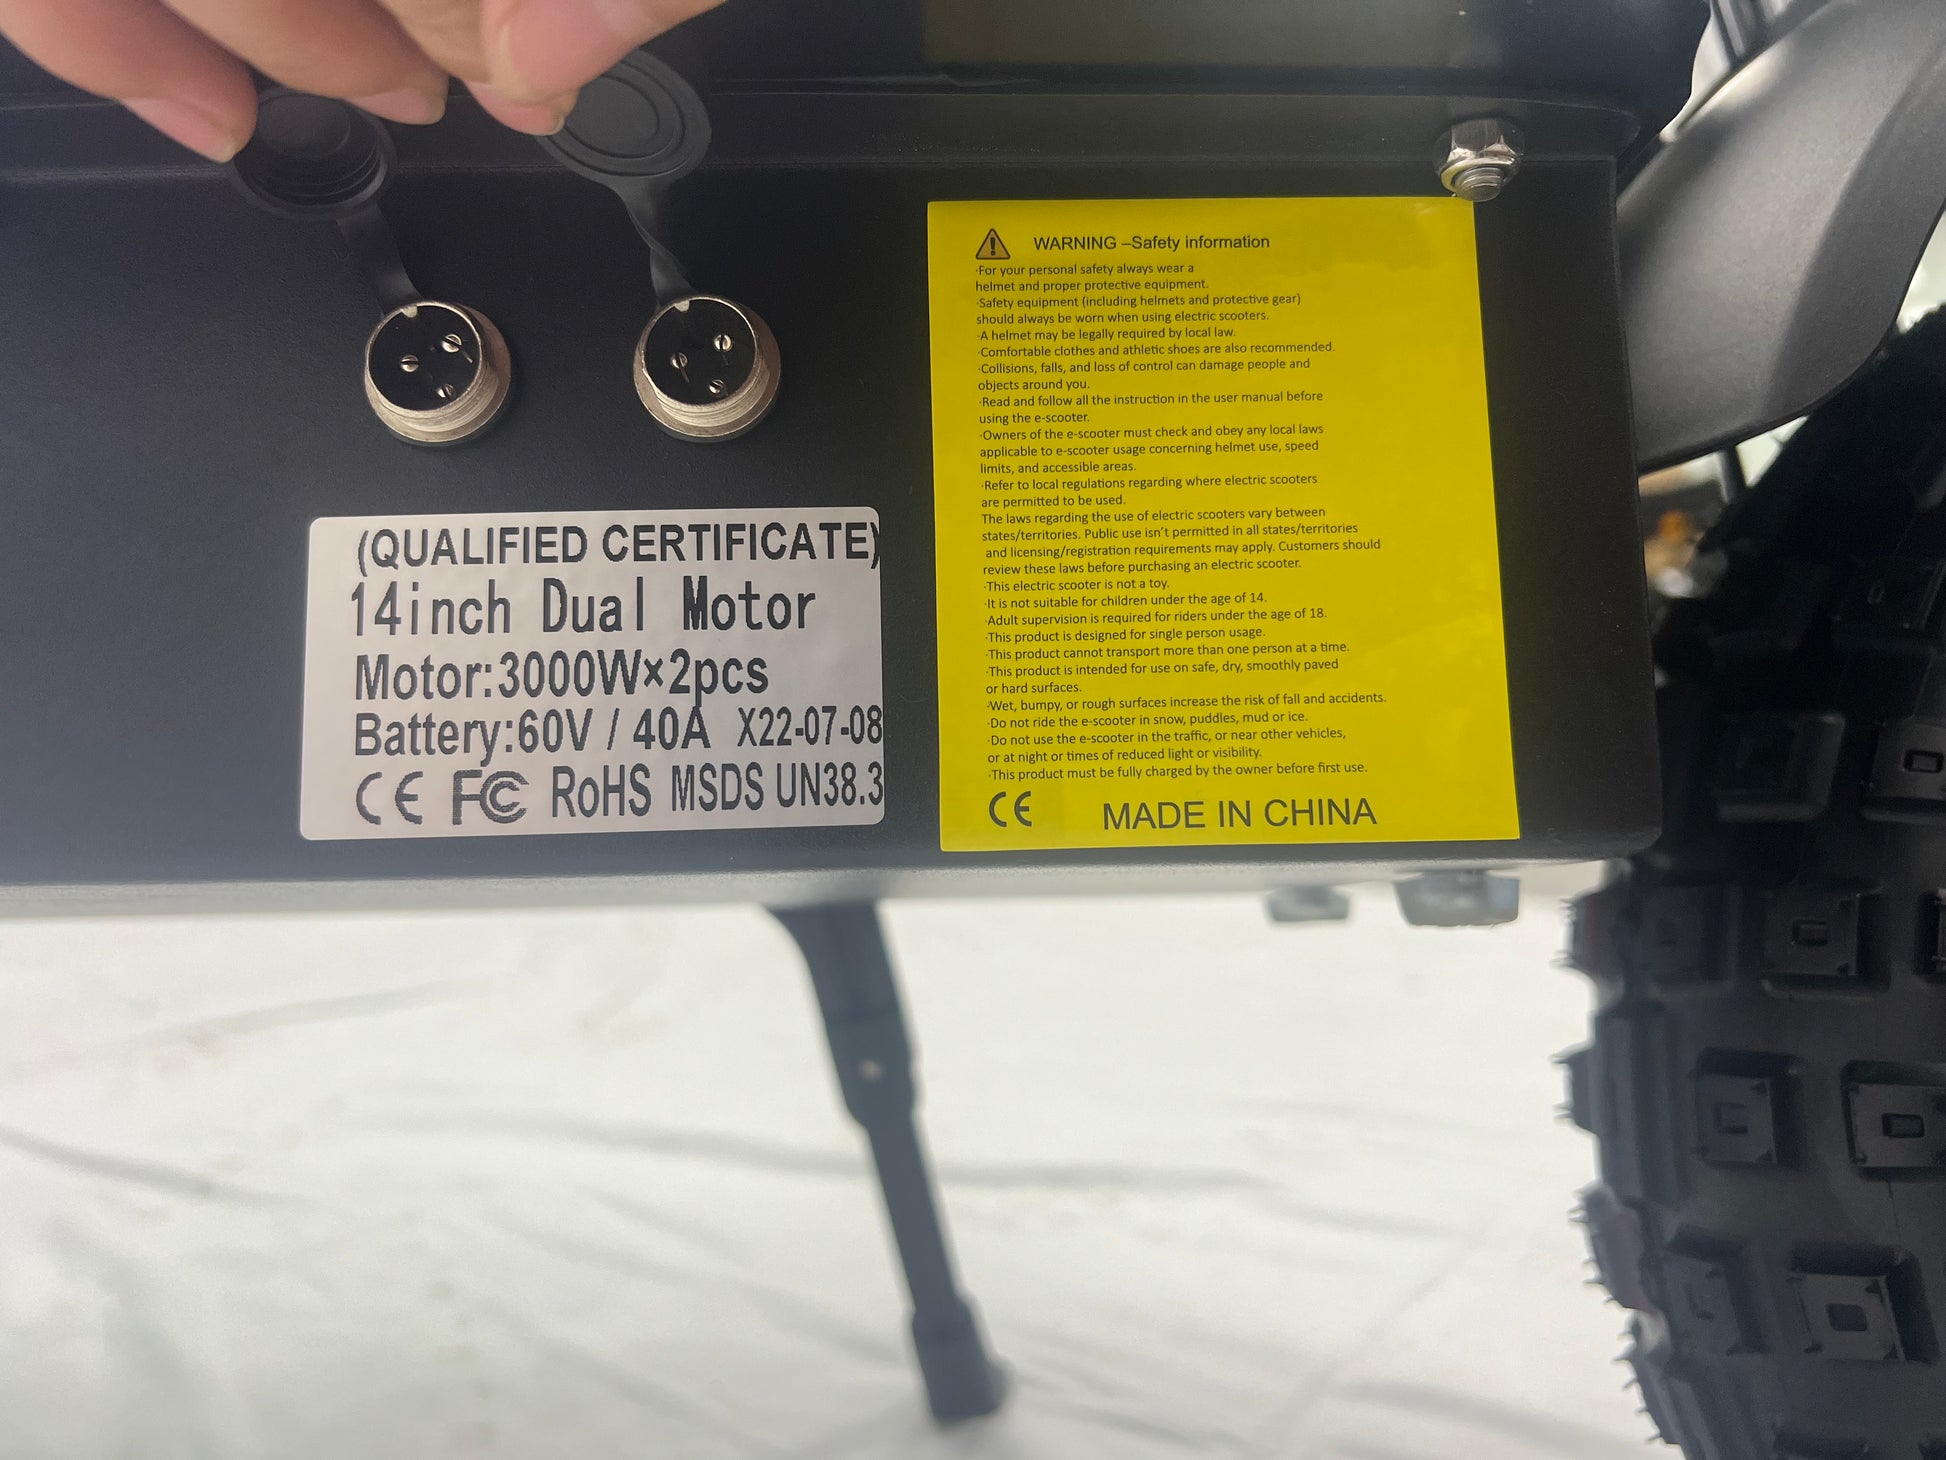 (QUALIFIED CERTIFICATE)
14inch Dual Motor
Motor:3000W×2pcs
Battery:60V / 40A X22-07-08
CE FC RoHS MSDS UN38.3
WARNING –Safety information
·For your personal safety always wear a
helmet and proper protective equipment.
·Safety equipment (including helmets and protective gear)
should always be worn when using electric scooters.
·A helmet may be legally required by local law.
·Comfortable clothes and athletic shoes are also recommended.
·Collisions, falls, and loss of control can damage people and
objects around you.
·Read and follow all the instruction in the user manual before
using the e-scooter.
·Owners of the e-scooter must check and obey any local laws
applicable to e-scooter usage concerning helmet use, speed
limits, and accessible areas.
·Refer to local regulations regarding where electric scooters
are permitted to be used.
The laws regarding the use of electric scooters vary between
states/territories. Public use isn't permitted in all states/territories
and licensing/registration requirements may apply. Customers should
review these laws before purchasing an electric scooter.
·This electric scooter is not a toy.
·It is not suitable for children under the age of 14.
·Adult supervision is required for riders under the age of 18.
·This product is designed for single person usage.
·This product cannot transport more than one person at a time.
·This product is intended for use on safe, dry, smoothly paved
or hard surfaces.
·Wet, bumpy, or rough surfaces increase the risk of fall and accidents.
·Do not ride the e-scooter in snow, puddles, mud or ice.
·Do not use the e-scooter in the traffic, or near other vehicles,
or at night or times of reduced light or visibility.
·This product must be fully charged by the owner before first use.
CE MADE IN CHINA